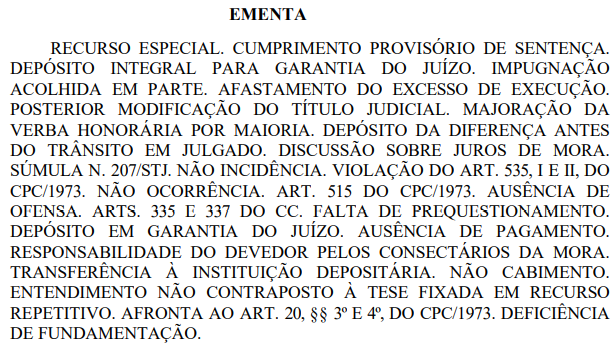 EMENTA
RECURSO ESPECIAL. CUMPRIMENTO PROVISÓRIO DE SENTENÇA.
DEPÓSITO INTEGRAL PARA GARANTIA DO JUÍZO. IMPUGNAÇÃO
ACOLHIDA EM PARTE. AFASTAMENTO DO EXCESSO DE EXECUÇÃO.
POSTERIOR MODIFICAÇÃO DO TÍTULO JUDICIAL. MAJORAÇÃO DA
VERBA HONORÁRIA POR MAIORIA. DEPÓSITO DA DIFERENÇA ANTES
DO TRÂNSITO EM JULGADO. DISCUSSÃO SOBRE JUROS DE MORA.
SÚMULA N. 207/STJ. NÃO INCIDÊNCIA. VIOLAÇÃO DO ART. 535, I E II, DO
CPC/1973. NÃO OCORRÊNCIA. ART. 515 DO CPC/1973. AUSÊNCIA DE
OFENSA. ARTS. 335 E 337 DO CC. FALTA DE PREQUESTIONAMENTO.
DEPÓSITO EM GARANTIA DO JUÍZO. AUSÊNCIA DE PAGAMENTO.
RESPONSABILIDADE DO DEVEDOR PELOS CONSECTÁRIOS DA MORA.
TRANSFERÊNCIA À INSTITUIÇÃO DEPOSITÁRIA. NÃO CABIMENTO.
ENTENDIMENTO NÃO CONTRAPOSTO À TESE FIXADA EM RECURSO
REPETITIVO. AFRONTA AO ART. 20, §§ 3º E 4º, DO CPC/1973. DEFICIÊNCIA
DE FUNDAMENTAÇÃO.